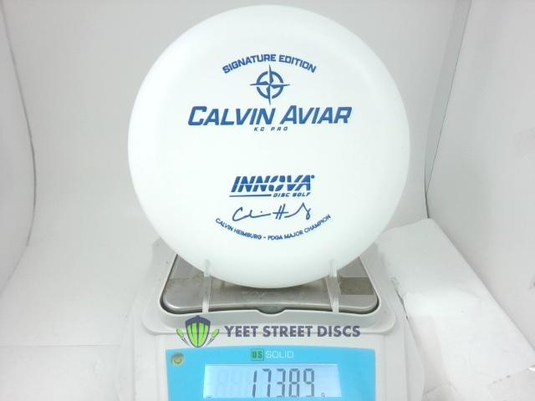 SIGNATURE EDITION
CALVIN AVIAR
KC PRO
INNOVA
DISC GOLF
CALVIN HEIMBURG - PDGA MAJOR CHAMPION
YEET STREET DISCS
US SOLID
173.89